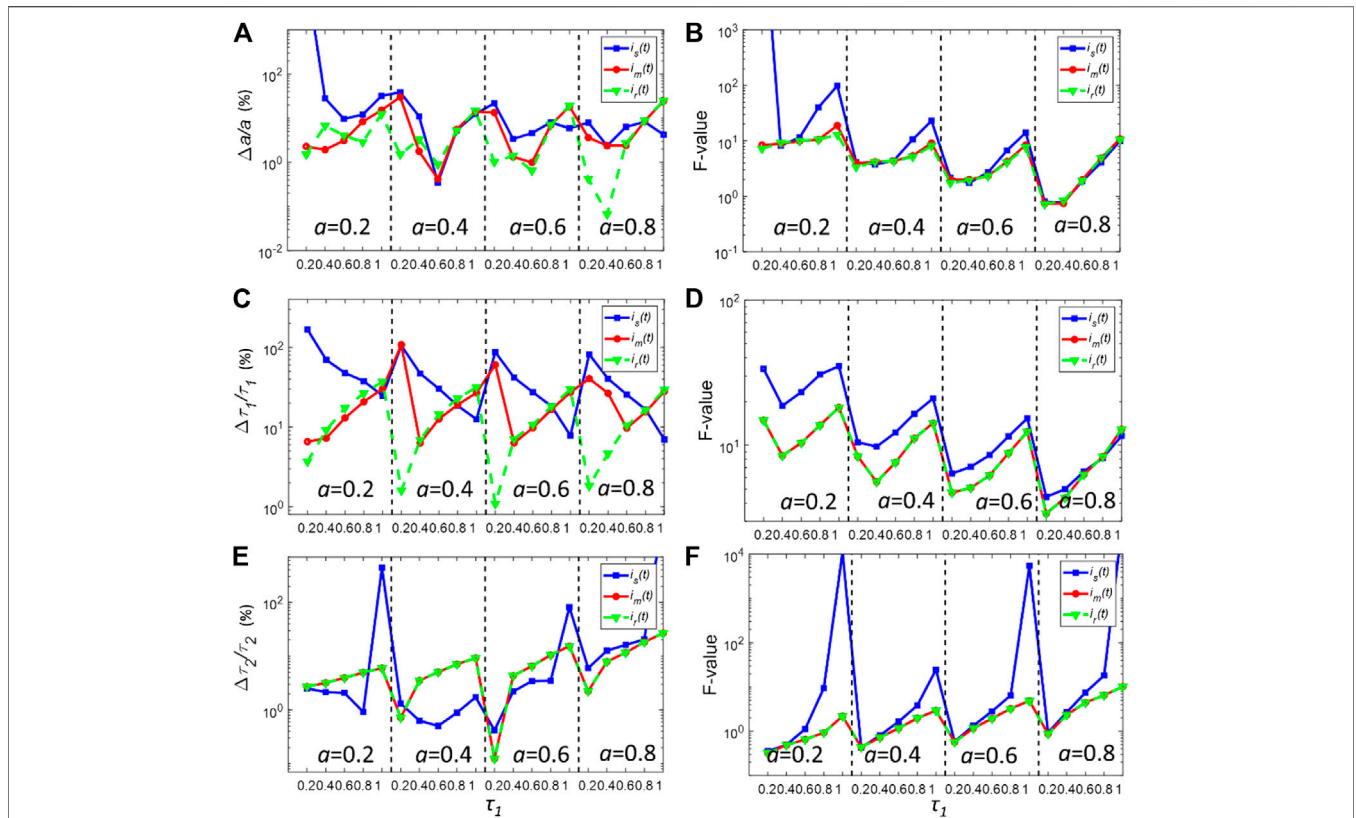 A
Δa/a (%)
10^2
10^0
10^-2
i_s(t)
i_m(t)
i_r(t)
a=0.2
a=0.4
a=0.6
a=0.8
0.20.40.60.8 1
0.20.40.60.8 1
0.20.40.60.8 1
0.20.40.60.8 1
B
F-value
10^3
10^2
10^1
10^0
10^-1
i_s(t)
i_m(t)
i_r(t)
a=0.2
a=0.4
a=0.6
a=0.8
0.20.40.60.8 1
0.20.40.60.8 1
0.20.40.60.8 1
0.20.40.60.8 1
C
Δτ_1/τ_1 (%)
10^2
10^1
10^0
i_s(t)
i_m(t)
i_r(t)
a=0.2
a=0.4
a=0.6
a=0.8
0.20.40.60.8 1
0.20.40.60.8 1
0.20.40.60.8 1
0.20.40.60.8 1
D
F-value
10^2
10^1
i_s(t)
i_m(t)
i_r(t)
a=0.2
a=0.4
a=0.6
a=0.8
0.20.40.60.8 1
0.20.40.60.8 1
0.20.40.60.8 1
0.20.40.60.8 1
E
Δτ_2/τ_2 (%)
10^2
10^0
i_s(t)
i_m(t)
i_r(t)
a=0.2
a=0.4
a=0.6
a=0.8
0.20.40.60.8 1
0.20.40.60.8 1
0.20.40.60.8 1
0.20.40.60.8 1
τ_1
F
F-value
10^4
10^2
10^0
i_s(t)
i_m(t)
i_r(t)
a=0.2
a=0.4
a=0.6
a=0.8
0.20.40.60.8 1
0.20.40.60.8 1
0.20.40.60.8 1
0.20.40.60.8 1
τ_1